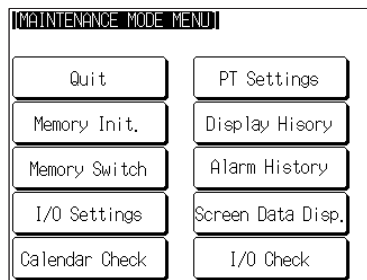 [MAINTENANCE MODE MENU]
Quit
PT Settings
Memory Init.
Display Hisory
Memory Switch
Alarm History
I/O Settings
Screen Data Disp.
Calendar Check
I/O Check